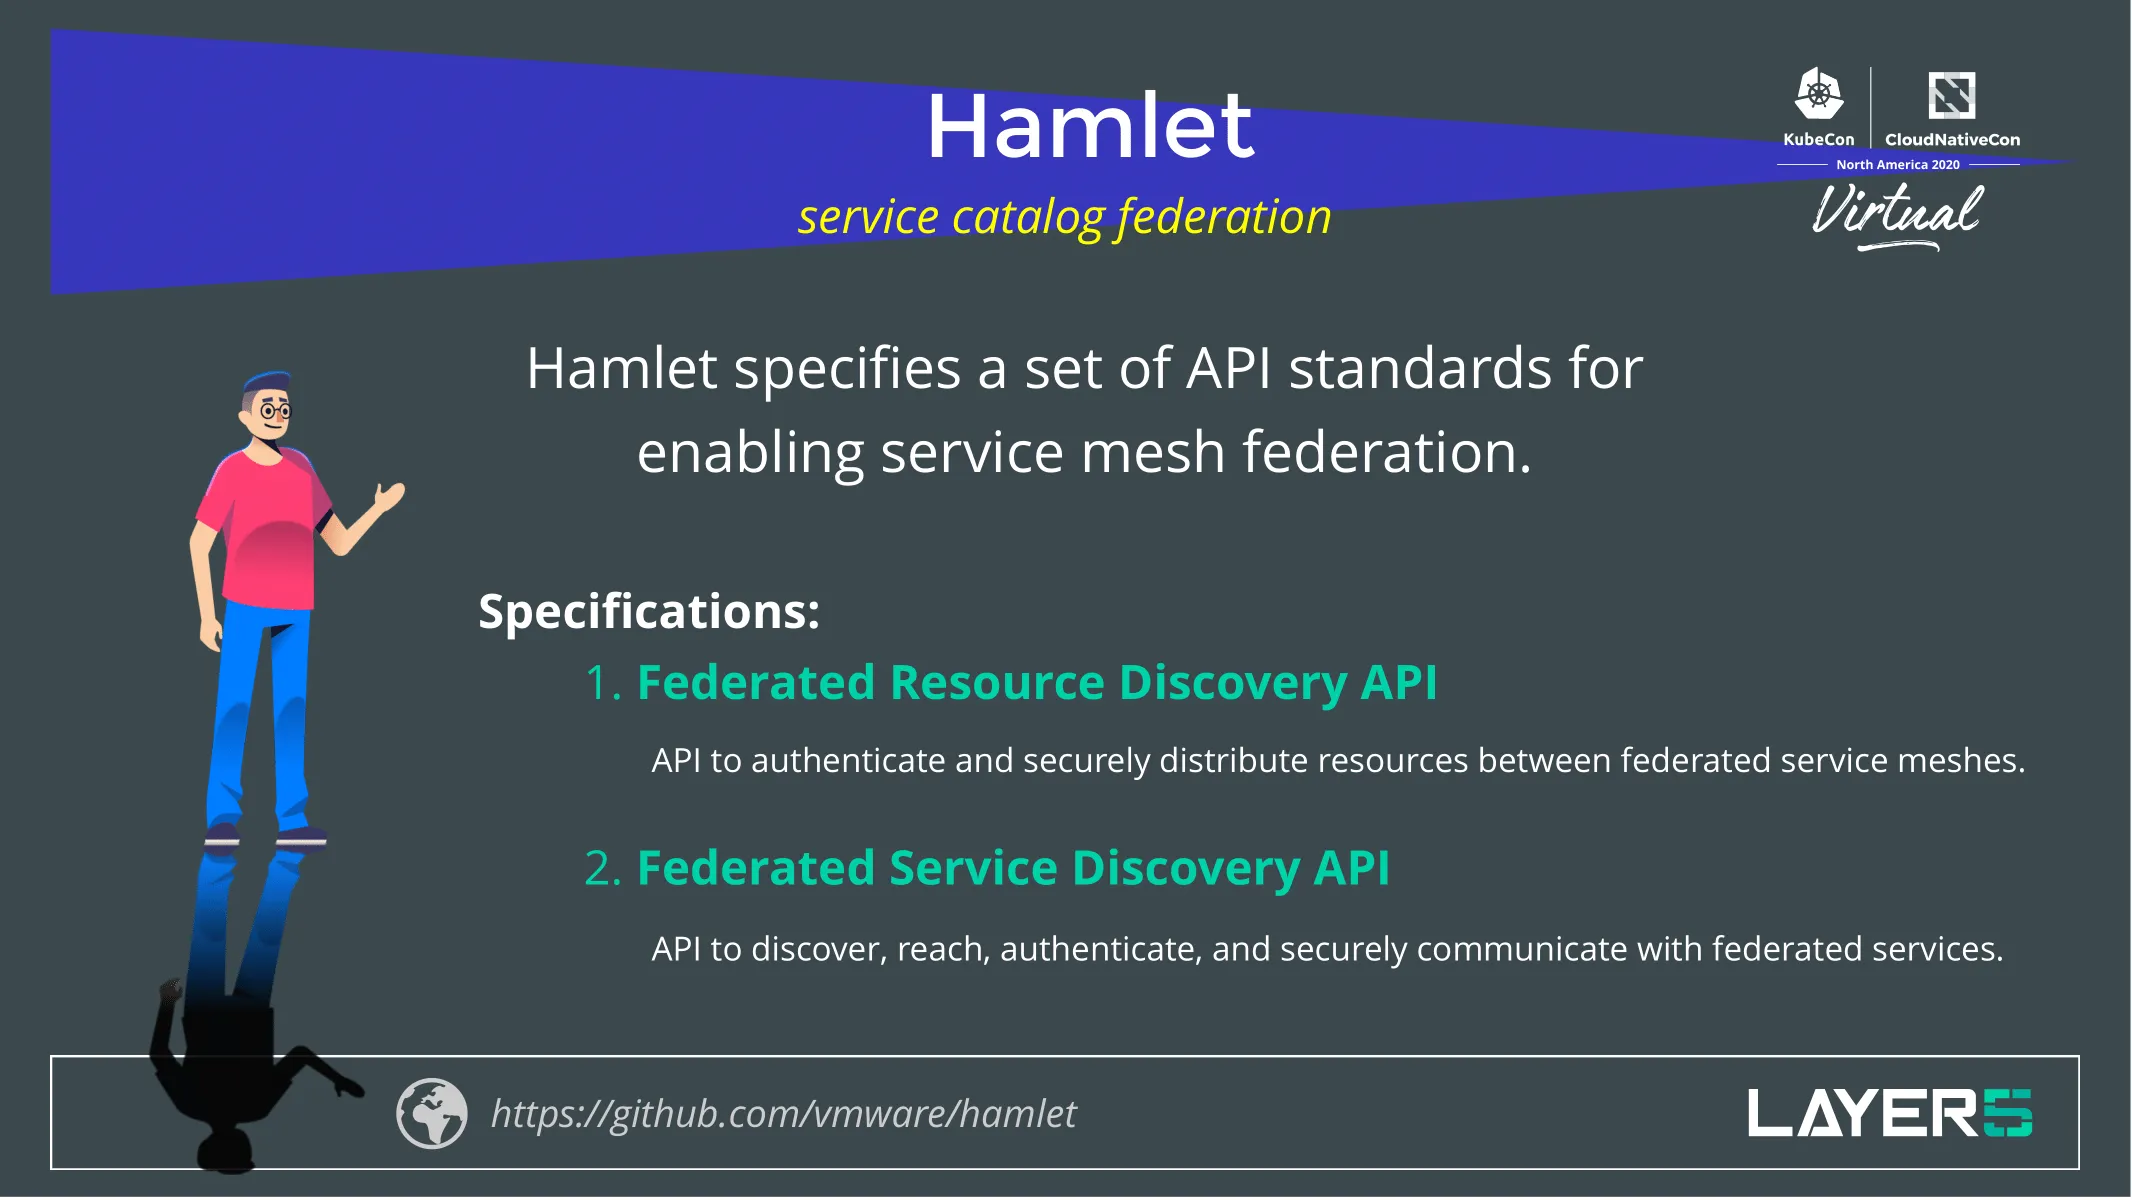 Hamlet
service catalog federation
KubeCon
CloudNativeCon
North America 2020
Virtual
Hamlet specifies a set of API standards for
enabling service mesh federation.
Specifications:
1. Federated Resource Discovery API
API to authenticate and securely distribute resources between federated service meshes.
2. Federated Service Discovery API
API to discover, reach, authenticate, and securely communicate with federated services.
https://github.com/vmware/hamlet
LAYER5